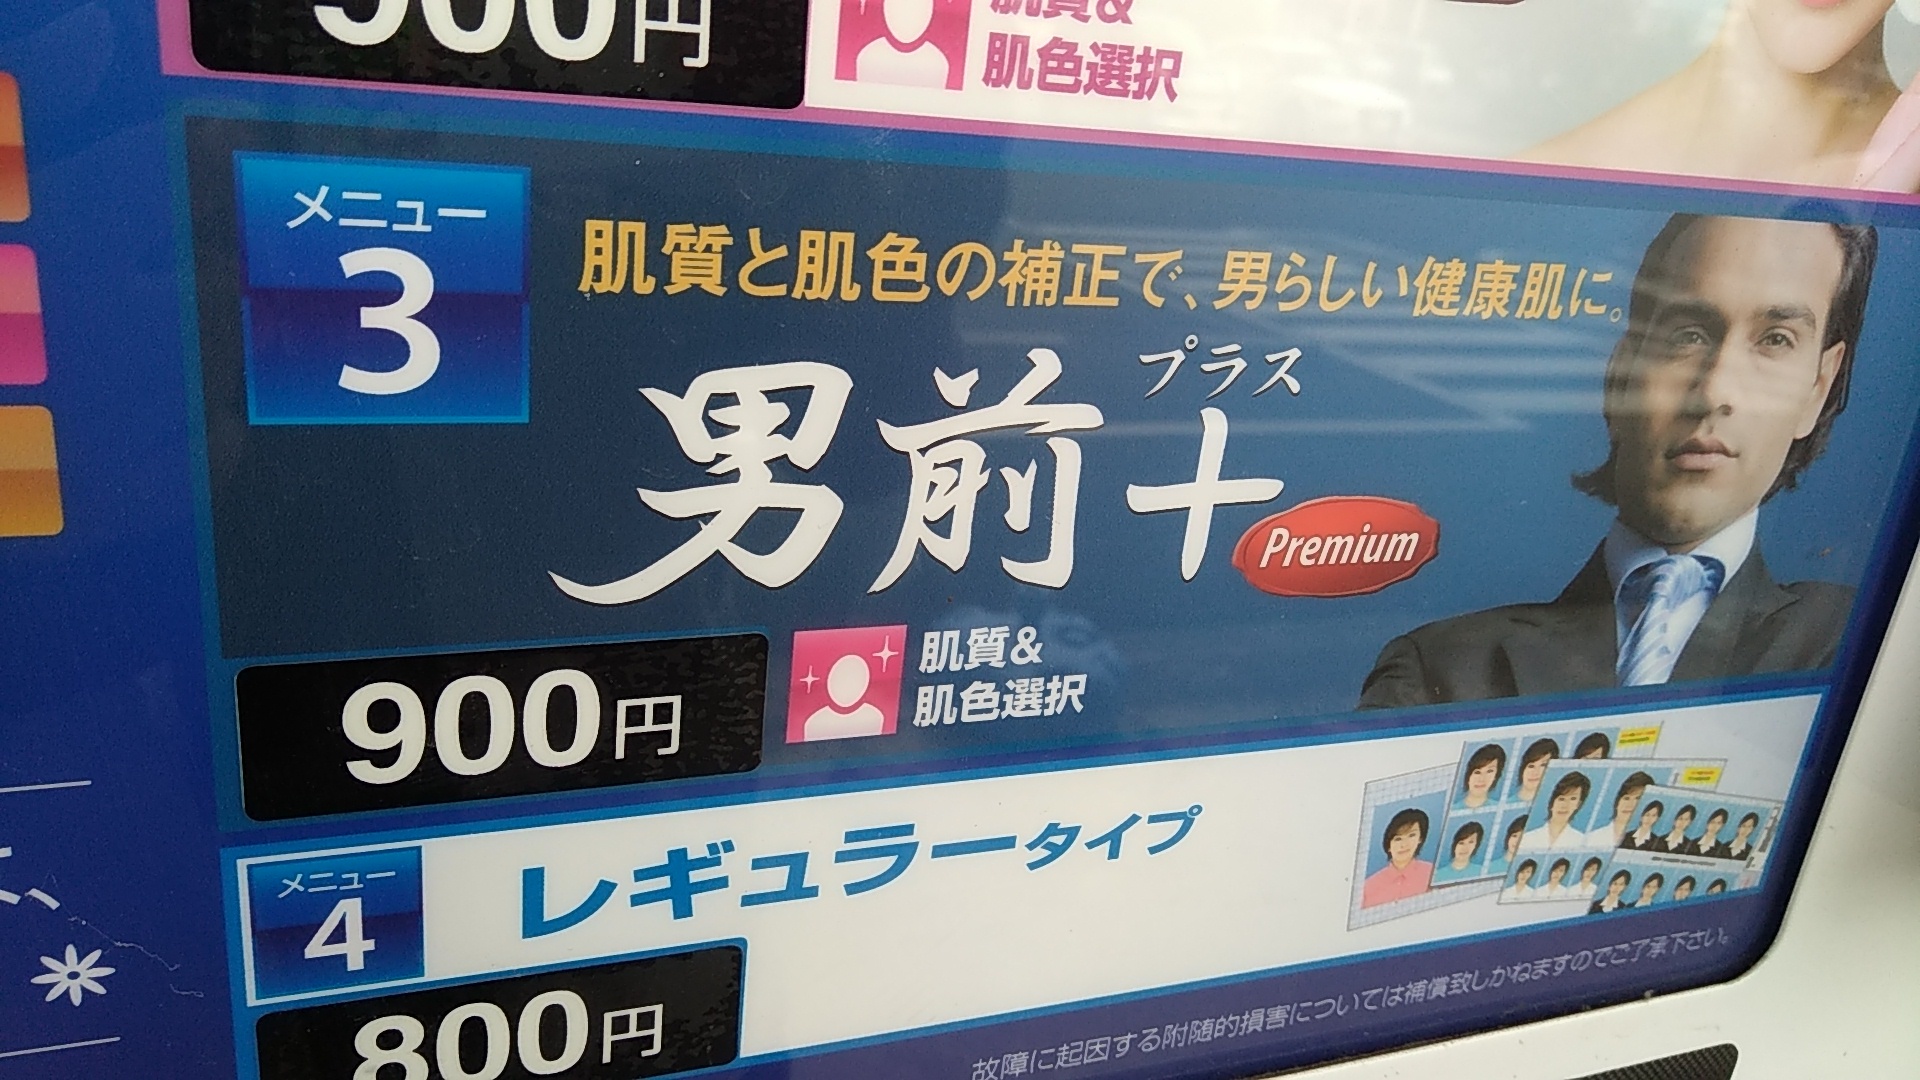 900円
肌質&
肌色選択
メニュー
3
肌質と肌色の補正で、男らしい健康肌に。
プラス
男前+
Premium
900円
肌質&
肌色選択
メニュー
4
レギュラータイプ
800円
故障に起因する附随的損害については補償致しかねますのでご了承下さい。